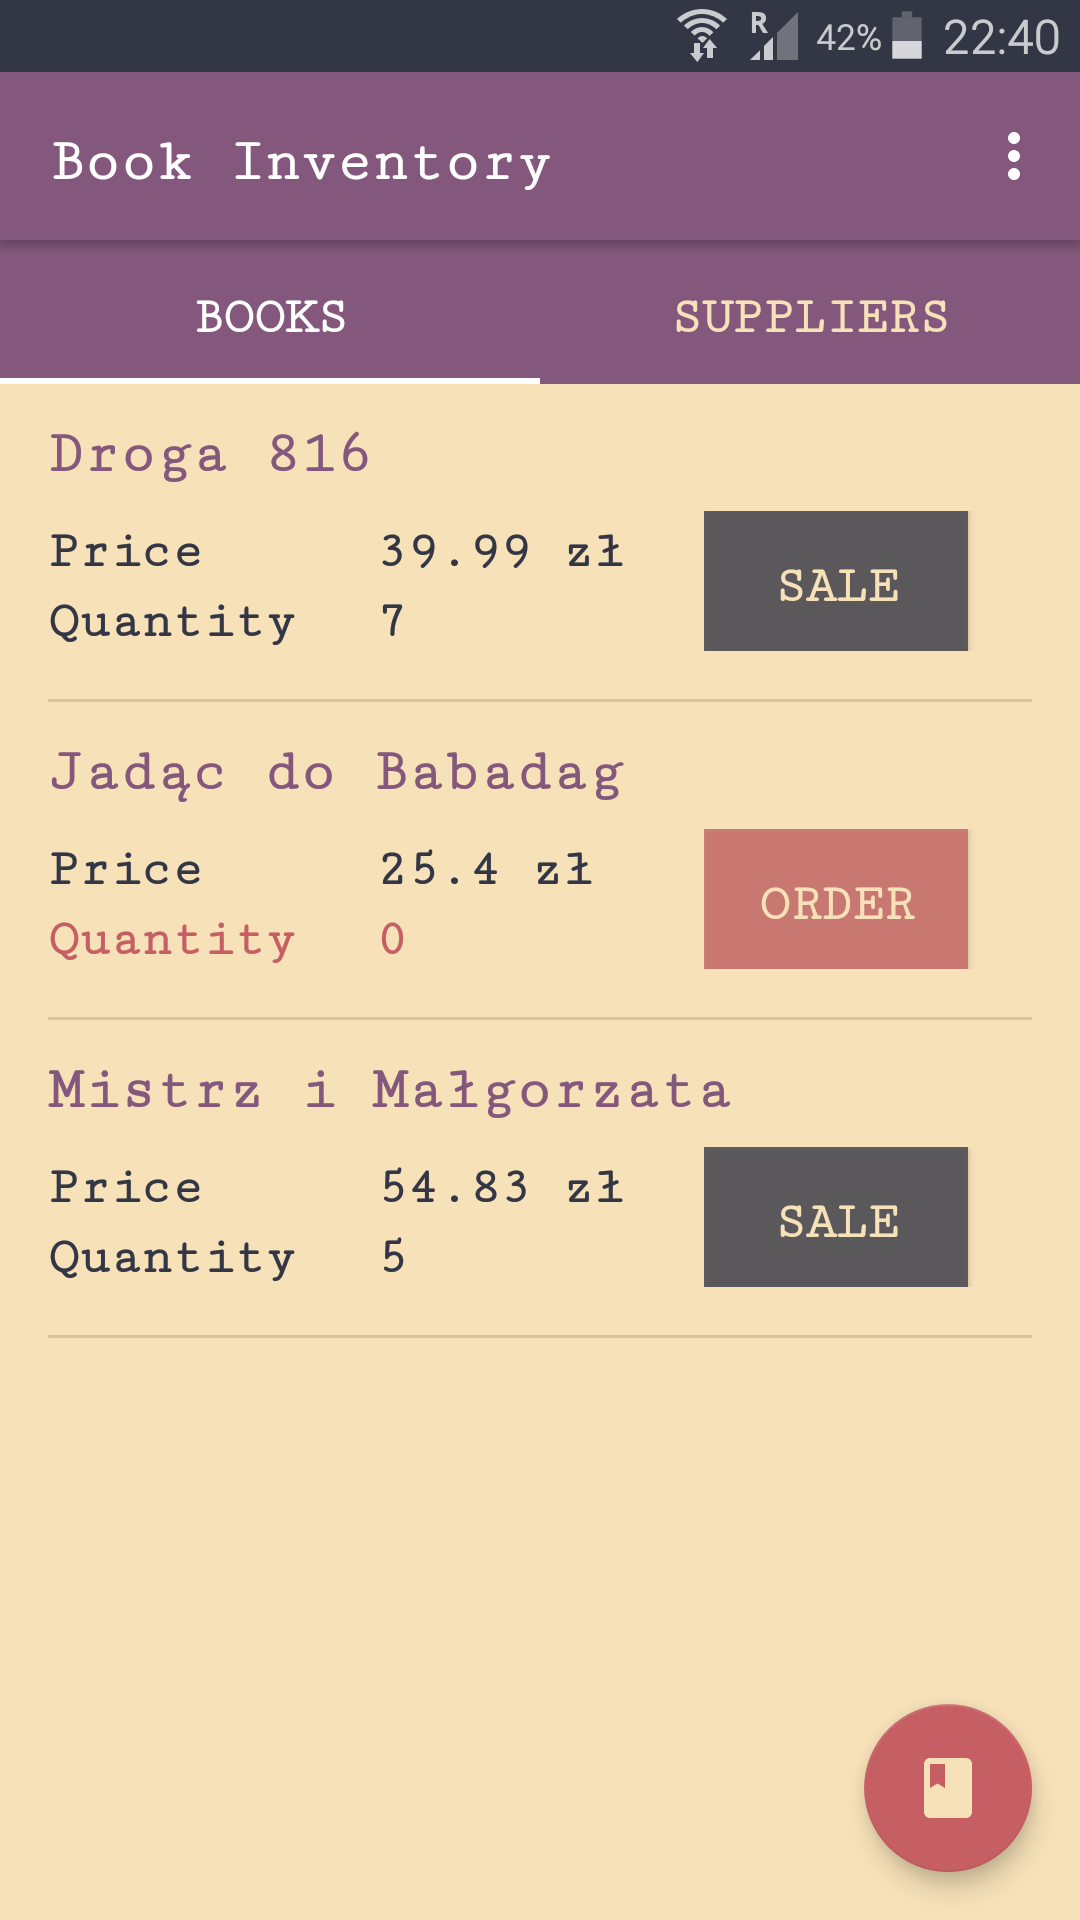 R 42% 22:40
Book Inventory
BOOKS SUPPLIERS
Droga 816
Price 39.99 zł
SALE
Quantity 7
Jadąc do Babadag
Price 25.4 zł
ORDER
Quantity 0
Mistrz i Małgorzata
Price 54.83 zł
SALE
Quantity 5